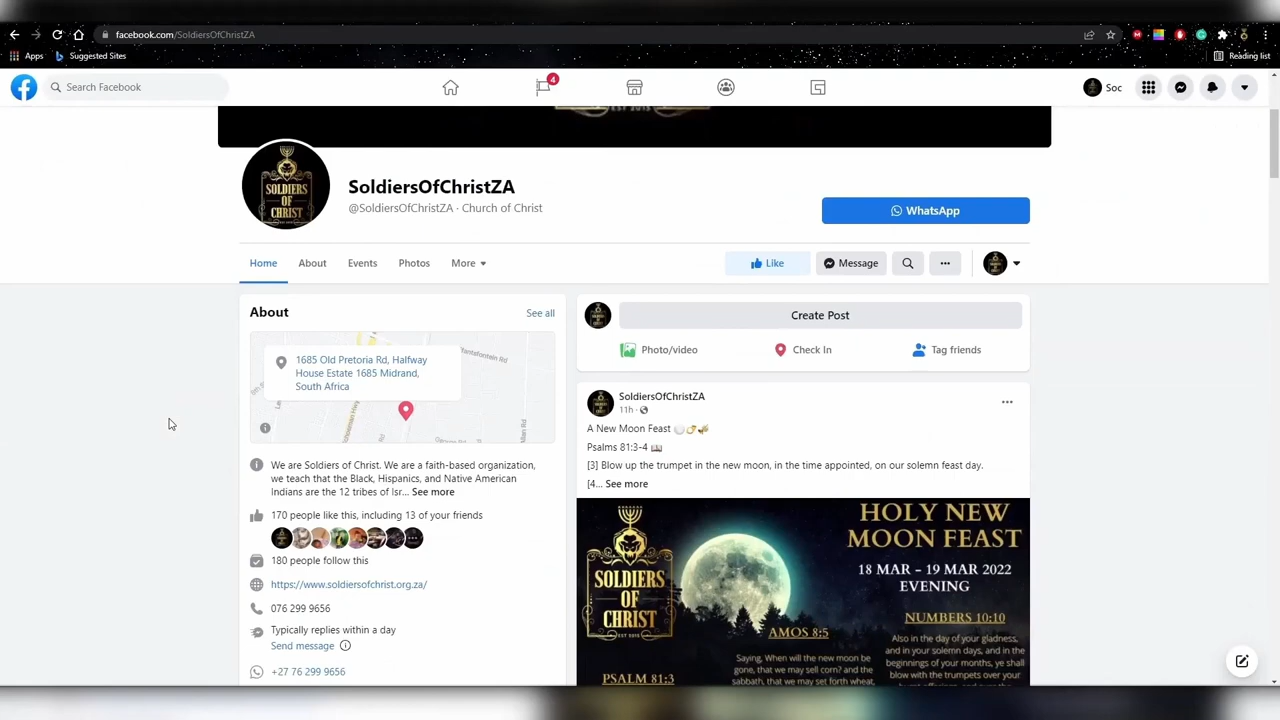 facebook.com/SoldiersOfChristZA
Apps
Suggested Sites
Reading list
Search Facebook
4
Soc
EST 2015
SOLDIERS
OF
CHRIST
SoldiersOfChristZA
@SoldiersOfChristZA · Church of Christ
WhatsApp
Home
About
Events
Photos
More
Like
Message
About
See all
1685 Old Pretoria Rd, Halfway
House Estate 1685 Midrand,
South Africa
We are Soldiers of Christ. We are a faith-based organization,
we teach that the Black, Hispanics, and Native American
Indians are the 12 tribes of Isr... See more
170 people like this, including 13 of your friends
180 people follow this
https://www.soldiersofchrist.org.za/
076 299 9656
Typically replies within a day
Send message
+27 76 299 9656
Create Post
Photo/video
Check In
Tag friends
SoldiersOfChristZA
11h ·
A New Moon Feast
Psalms 81:3-4
[3] Blow up the trumpet in the new moon, in the time appointed, on our solemn feast day.
[4... See more
SOLDIERS
OF
CHRIST
EST 2015
PSALM 81:3
HOLY NEW
MOON FEAST
18 MAR – 19 MAR 2022
EVENING
AMOS 8:5
Saying, When will the new moon be
gone, that we may sell corn? and the
sabbath, that we may set forth wheat,
NUMBERS 10:10
Also in the day of your gladness,
and in your solemn days, and in the
beginnings of your months, ye shall
blow with the trumpets over your